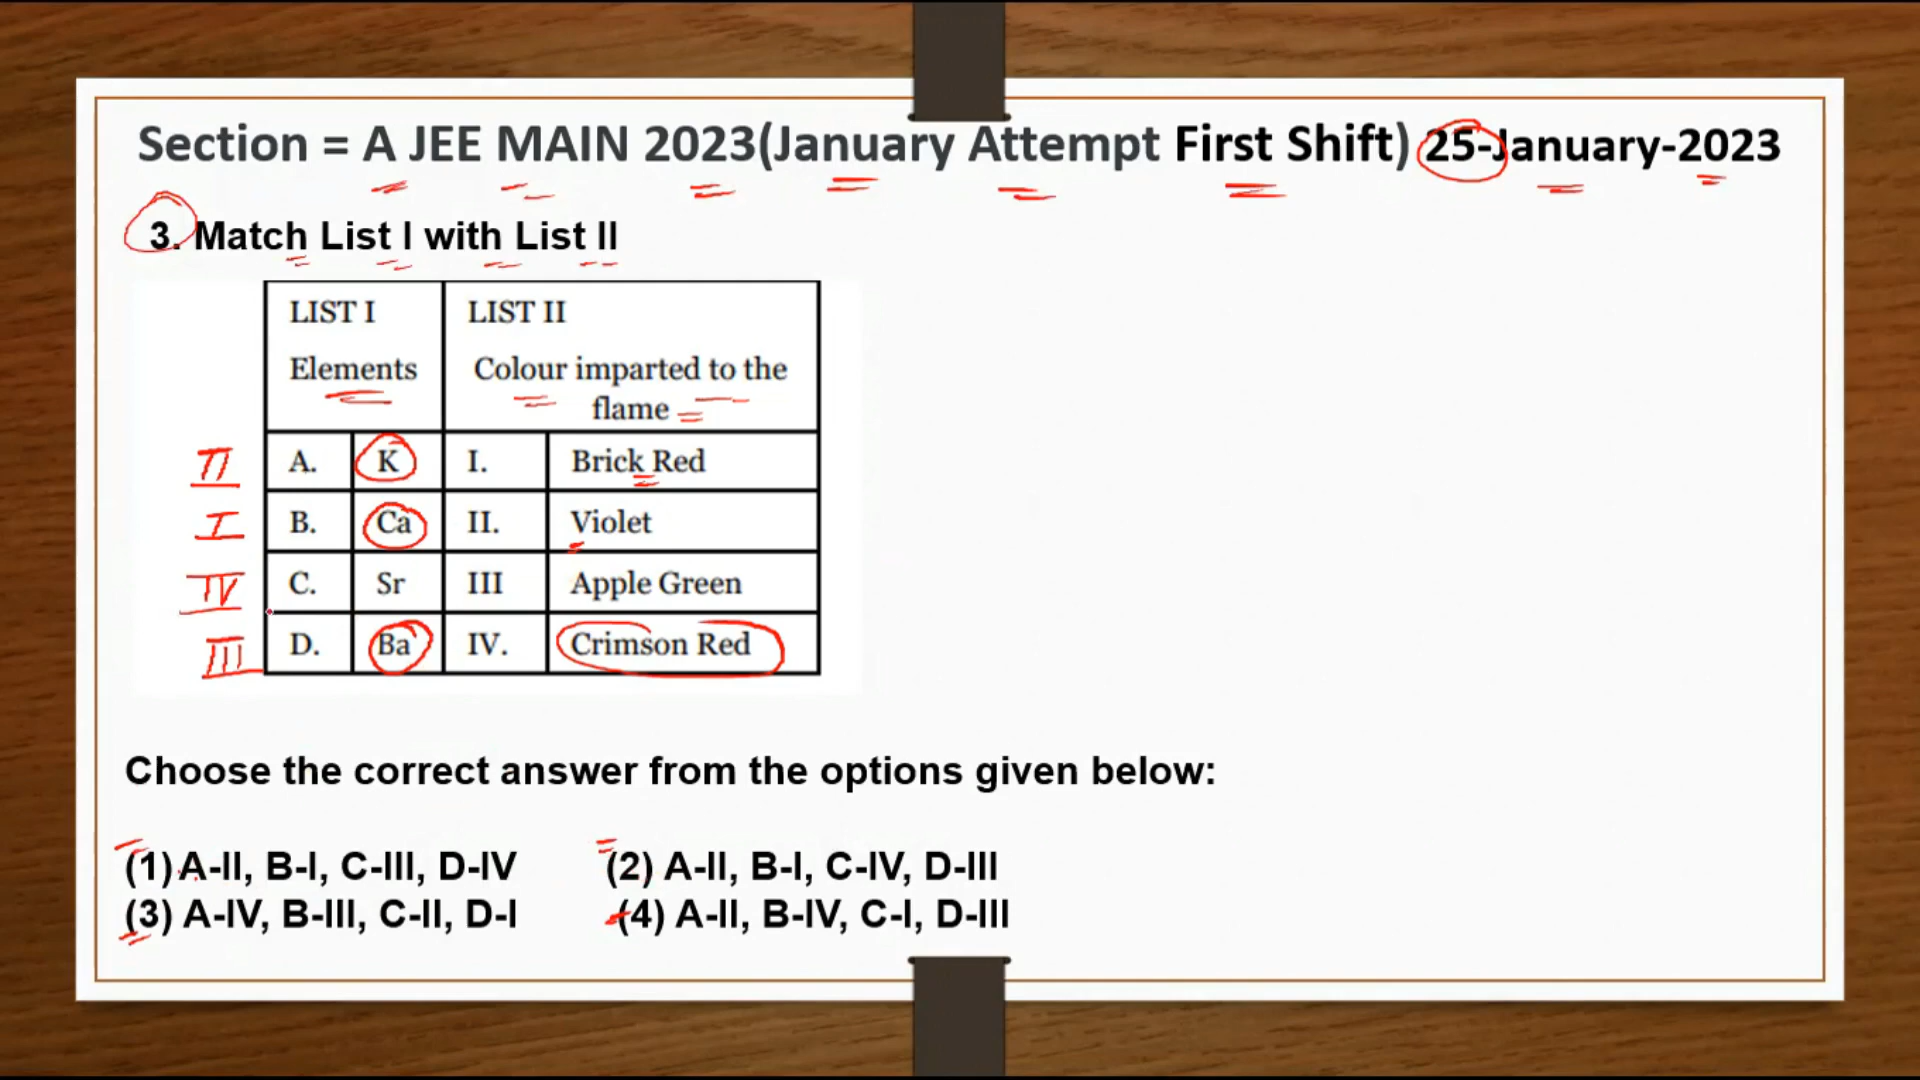 Section = A JEE MAIN 2023(January Attempt First Shift) 25-January-2023
3. Match List I with List II
LIST I LIST II
Elements Colour imparted to the
flame
II A. K I. Brick Red
I B. Ca II. Violet
IV C. Sr III Apple Green
III D. Ba IV. Crimson Red
Choose the correct answer from the options given below:
(1) A-II, B-I, C-III, D-IV (2) A-II, B-I, C-IV, D-III
(3) A-IV, B-III, C-II, D-I (4) A-II, B-IV, C-I, D-III